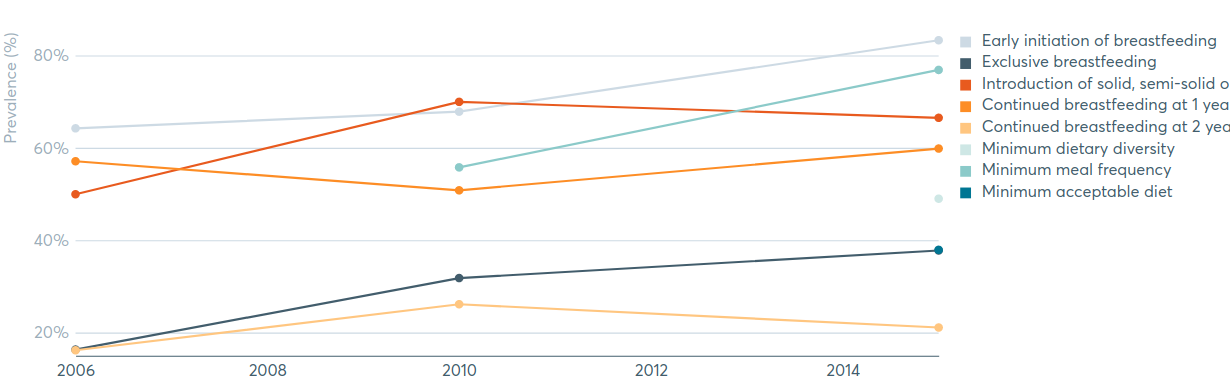 Prevalence (%)
80%
60%
40%
20%
2006 2008 2010 2012 2014
Early initiation of breastfeeding
Exclusive breastfeeding
Introduction of solid, semi-solid o
Continued breastfeeding at 1 yea
Continued breastfeeding at 2 yea
Minimum dietary diversity
Minimum meal frequency
Minimum acceptable diet